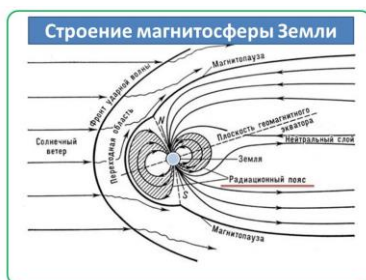 Строение магнитосферы Земли
Фронт ударной волны
Магнитопауза
Переходная область
N
Плоскость геомагнитного
экватора
Нейтральный слой
Солнечный
ветер
Земля
Радиационный пояс
S
Магнитопауза